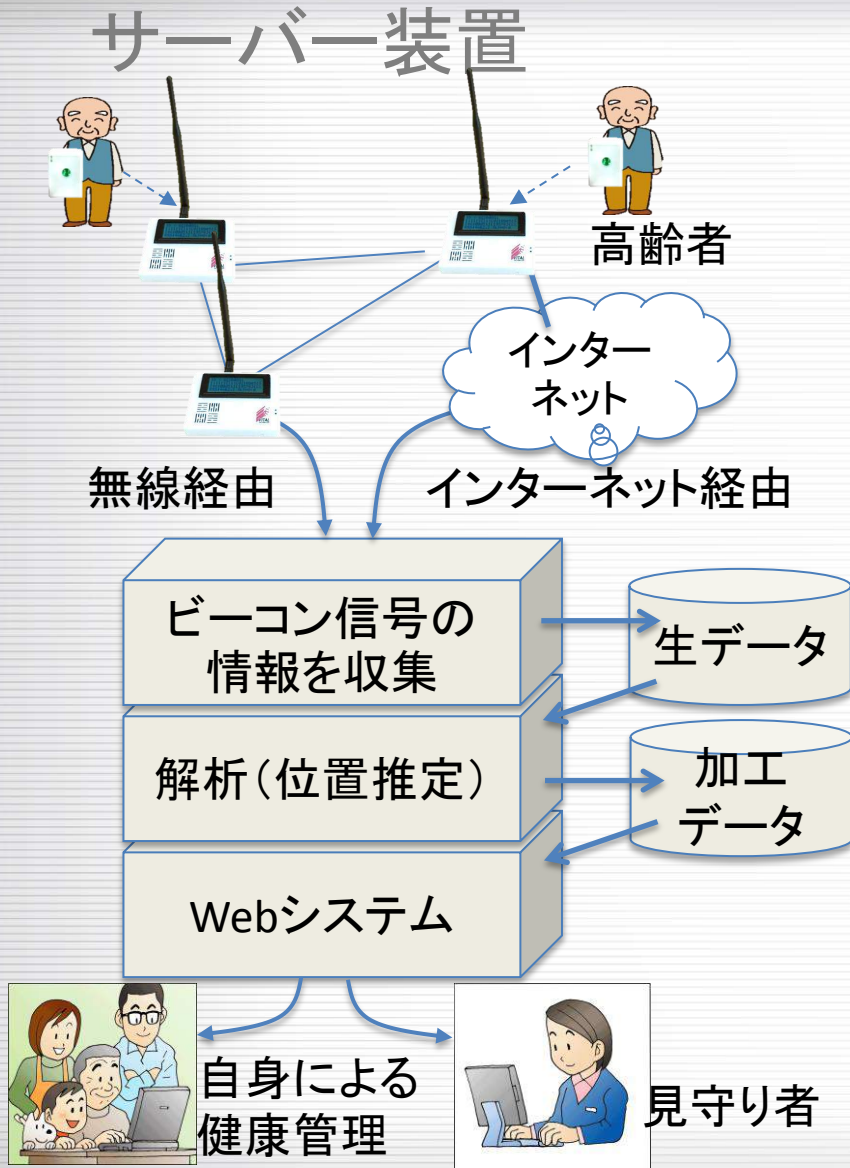 サーバー装置
高齢者
インター
ネット
無線経由
インターネット経由
ビーコン信号の
情報を収集
生データ
解析（位置推定）
加工
データ
Webシステム
自身による
健康管理
見守り者